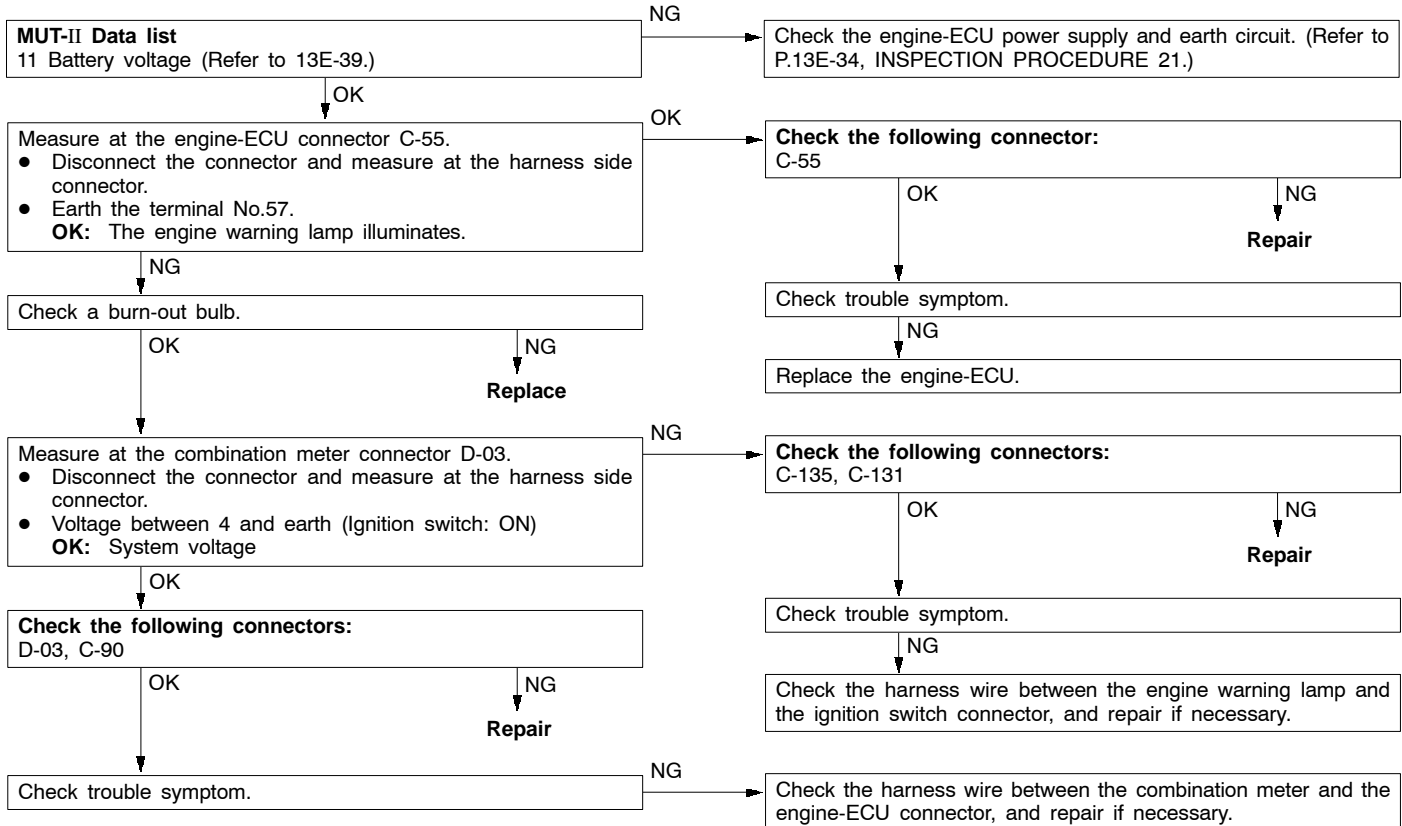 NG
MUT-II Data list
11 Battery voltage (Refer to 13E-39.)
Check the engine-ECU power supply and earth circuit. (Refer to
P.13E-34, INSPECTION PROCEDURE 21.)
OK
Measure at the engine-ECU connector C-55.
● Disconnect the connector and measure at the harness side
connector.
● Earth the terminal No.57.
OK: The engine warning lamp illuminates.
OK
Check the following connector:
C-55
OK
NG
Repair
NG
Check a burn-out bulb.
Check trouble symptom.
OK
NG
Replace
NG
Replace the engine-ECU.
Measure at the combination meter connector D-03.
● Disconnect the connector and measure at the harness side
connector.
● Voltage between 4 and earth (Ignition switch: ON)
OK: System voltage
NG
Check the following connectors:
C-135, C-131
OK
NG
Repair
OK
Check the following connectors:
D-03, C-90
Check trouble symptom.
NG
OK
NG
Repair
Check the harness wire between the engine warning lamp and
the ignition switch connector, and repair if necessary.
Check trouble symptom.
NG
Check the harness wire between the combination meter and the
engine-ECU connector, and repair if necessary.